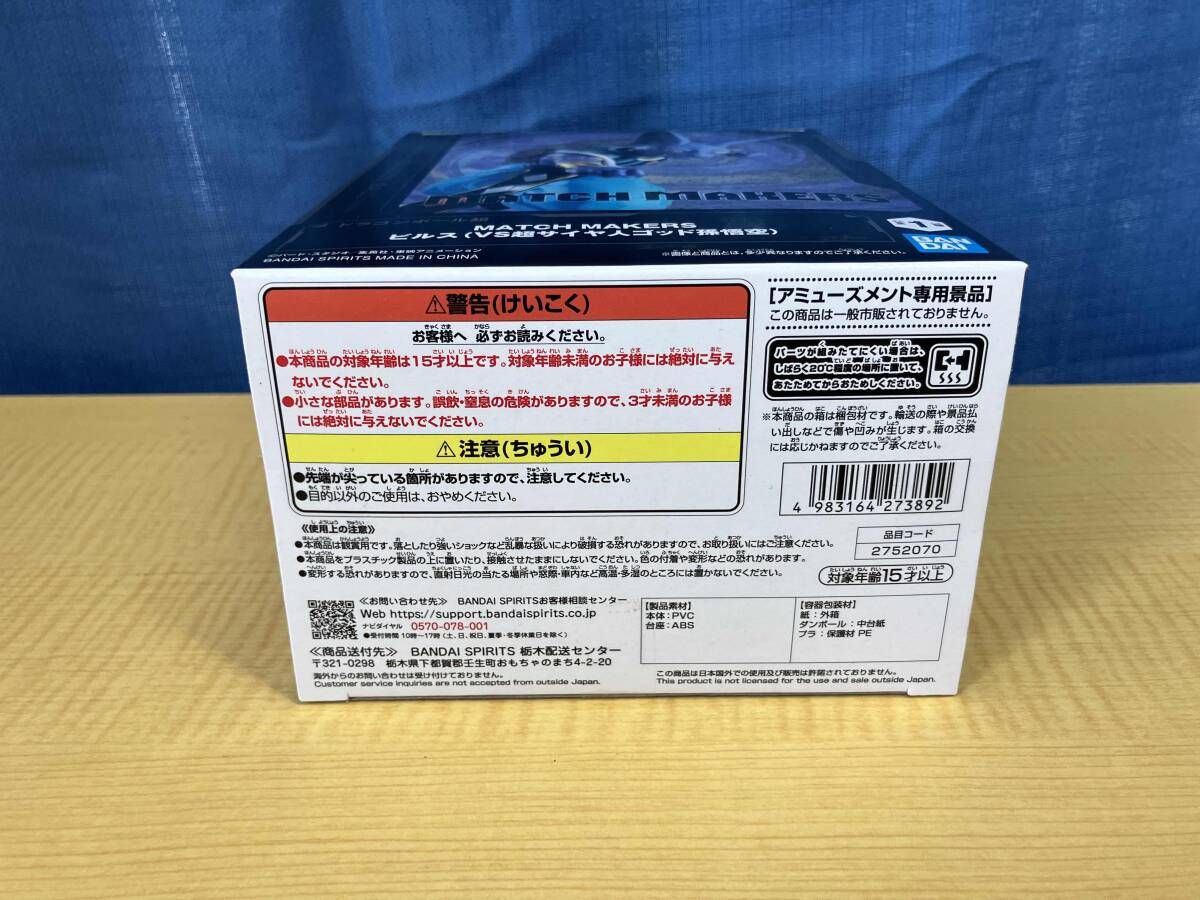 MATCH MAKERS
ドラゴンボール超
MATCH MAKERS
ビルス(VS超サイヤ人ゴッド孫悟空)
©バード・スタジオ/集英社・東映アニメーション
BANDAI SPIRITS MADE IN CHINA
※画像と商品とは、多少異なりますのでご了承ください。
全1種
BANDAI
⚠警告(けいこく)
お客様へ 必ずお読みください。
●本商品の対象年齢は15才以上です。対象年齢未満のお子様には絶対に与え
ないでください。
●小さな部品があります。誤飲・窒息の危険がありますので、3才未満のお子様
には絶対に与えないでください。
⚠注意(ちゅうい)
●先端が尖っている箇所がありますので、注意してください。
●目的以外のご使用は、おやめください。
《使用上の注意》
●本商品は観賞用です。落としたり強いショックなど乱暴な扱いにより破損する恐れがありますので、お取り扱いにはご注意ください。
●本商品をプラスチック製品の上に置いたり、接触させたままにしないでください。色の付着や変形などの恐れがあります。
●変形する恐れがありますので、直射日光の当たる場所や窓際・車内など高温・多湿のところには置かないでください。
≪お問い合わせ先≫ BANDAI SPIRITSお客様相談センター
Web https://support.bandaispirits.co.jp
ナビダイヤル 0570-078-001
●受付時間 10時〜17時(土、日、祝日、夏季・冬季休業日を除く)
≪商品送付先≫ BANDAI SPIRITS 栃木配送センター
〒321-0298 栃木県下都賀郡壬生町おもちゃのまち4-2-20
海外からのお問い合わせは受け付けておりません。
Customer service inquiries are not accepted from outside Japan.
[アミューズメント専用景品]
この商品は一般市販されておりません。
パーツが組みたてにくい場合は、
しばらく20℃程度の場所に置いて、
あたためてからおためしください。
※本商品の箱は梱包材です。輸送の際や景品払
い出しなどで傷や凹みが生じます。箱の交換
には応じかねますのでご了承ください。
4 983164 273892
品目コード
2752070
対象年齢15才以上
【製品素材】
本体:PVC
台座:ABS
【容器包装材】
紙:外箱
ダンボール:中台紙
プラ:保護材 PE
この商品は日本国外での使用及び販売は許諾されておりません。
This product is not licensed for the use and sale outside Japan.